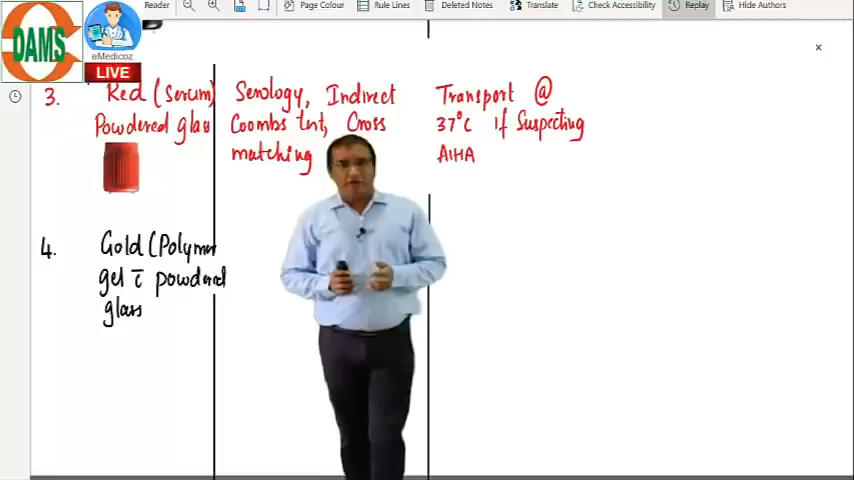 Reader
Page Colour
Rule Lines
Deleted Notes
Translate
Check Accessibility
Replay
Hide Authors
DAMS
eMedicoz
LIVE
3. Red (Serum) Serology, Indirect Transport @
Powdered glass Coombs test, Cross 37°C if Suspecting
matching AIHA
4. Gold (Polymer
gel c̄ powdered
glass